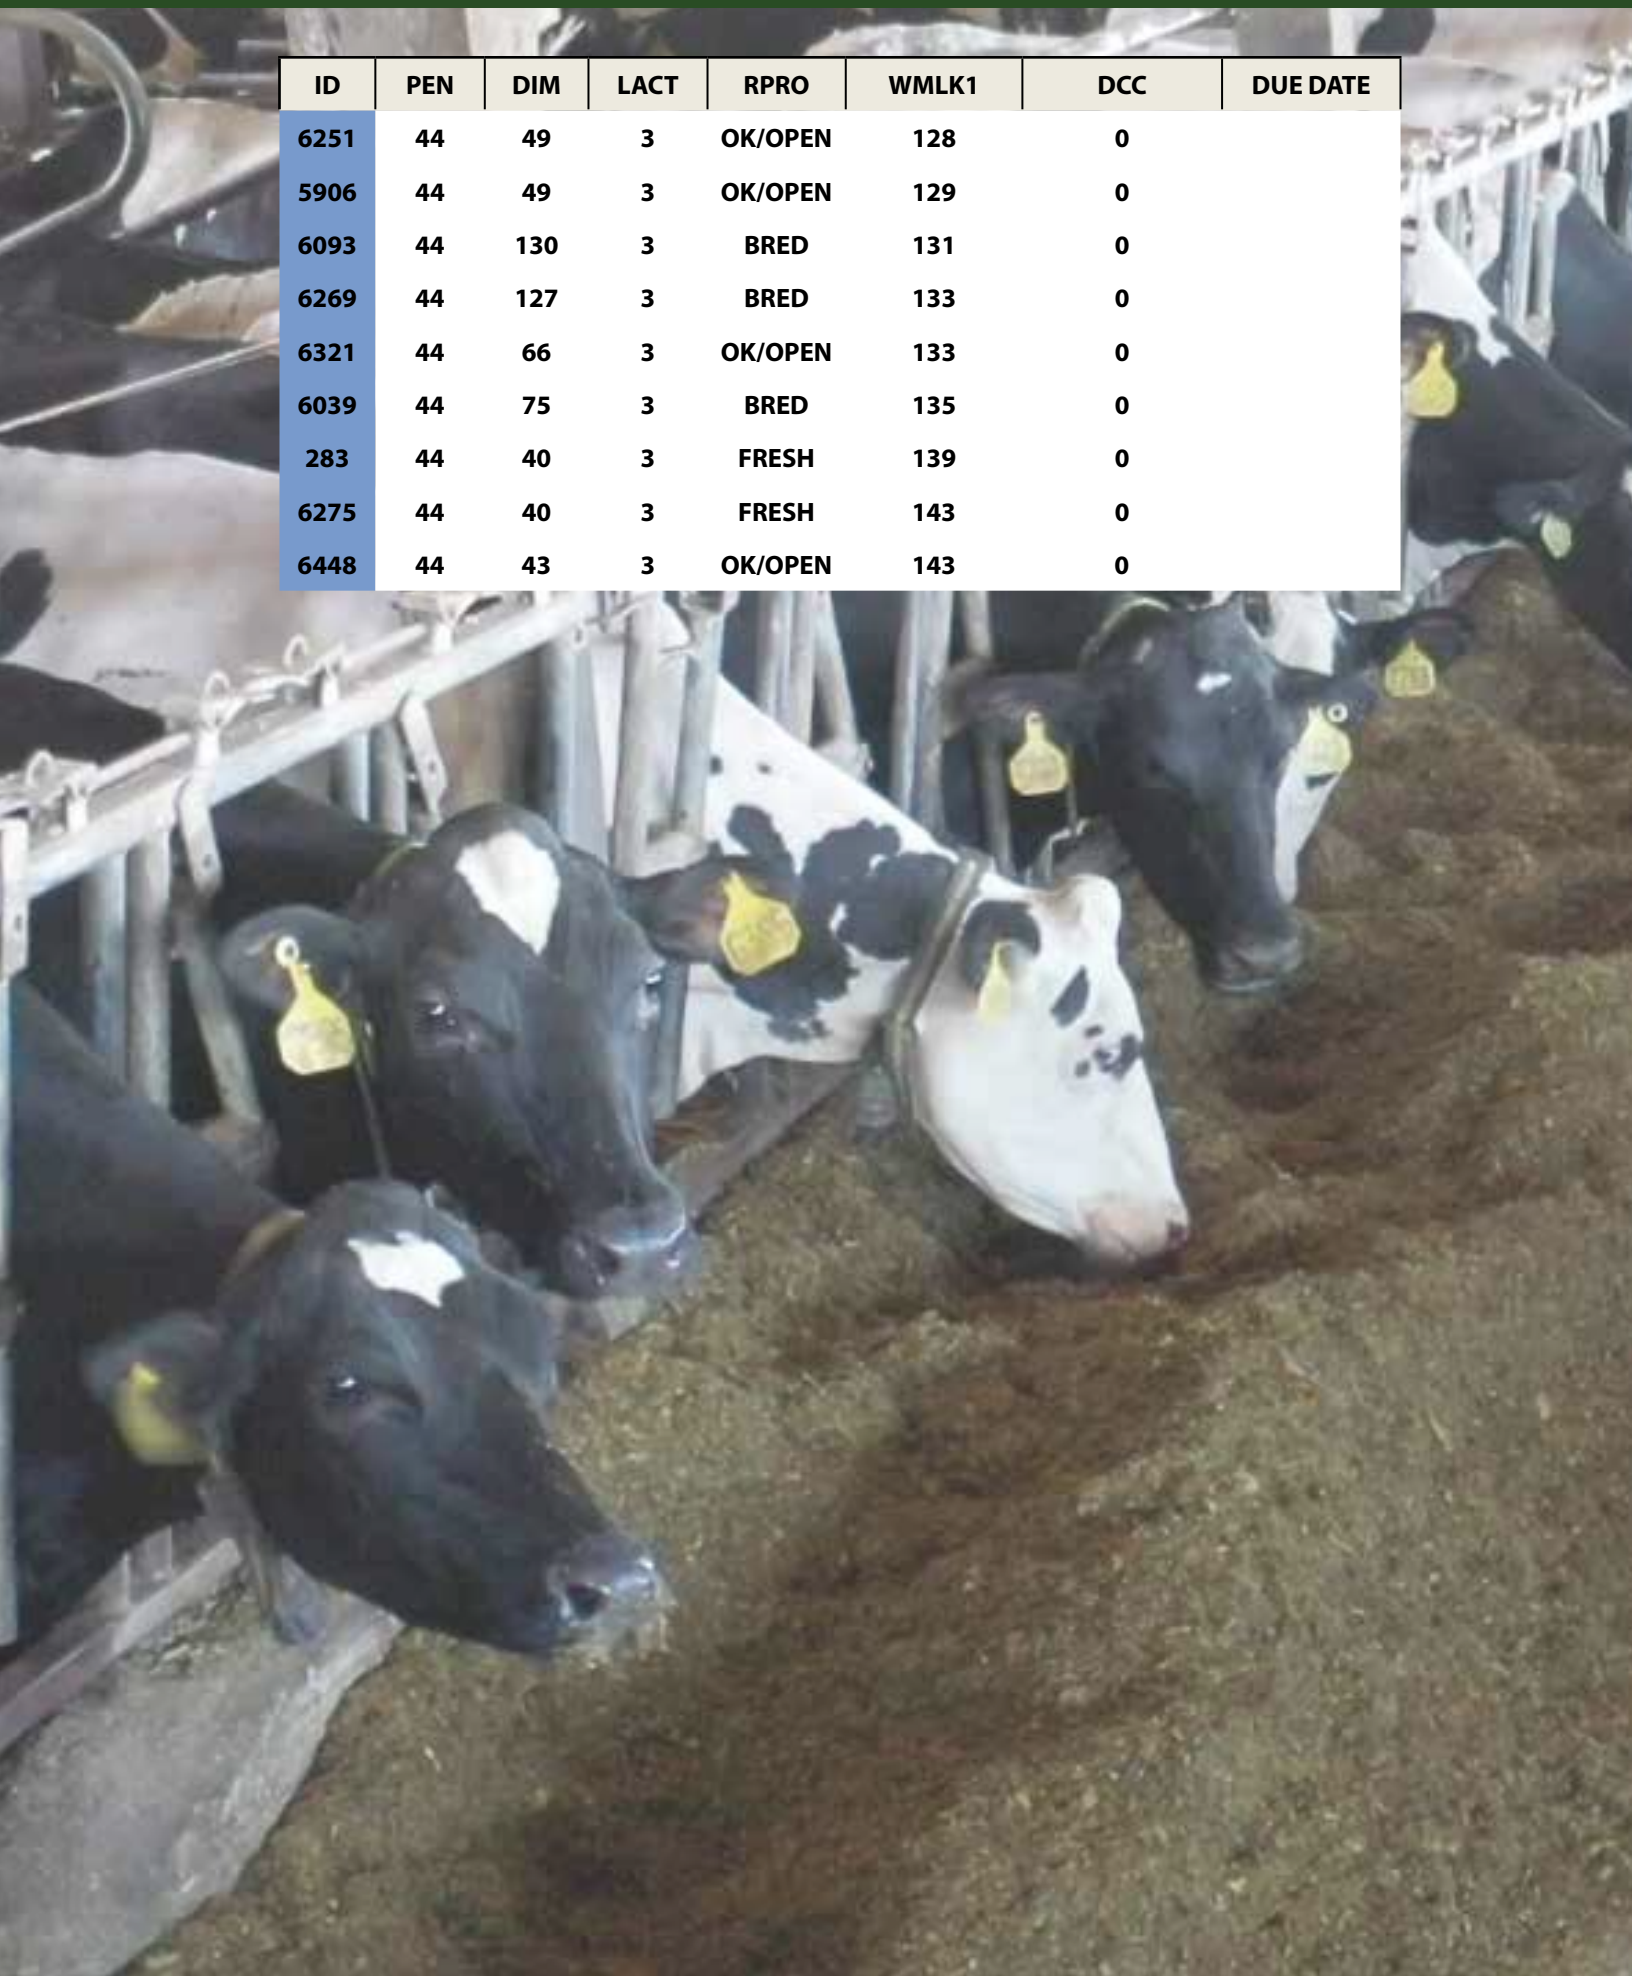 ID PEN DIM LACT RPRO WMLK1 DCC DUE DATE
6251 44 49 3 OK/OPEN 128 0
5906 44 49 3 OK/OPEN 129 0
6093 44 130 3 BRED 131 0
6269 44 127 3 BRED 133 0
6321 44 66 3 OK/OPEN 133 0
6039 44 75 3 BRED 135 0
283 44 40 3 FRESH 139 0
6275 44 40 3 FRESH 143 0
6448 44 43 3 OK/OPEN 143 0